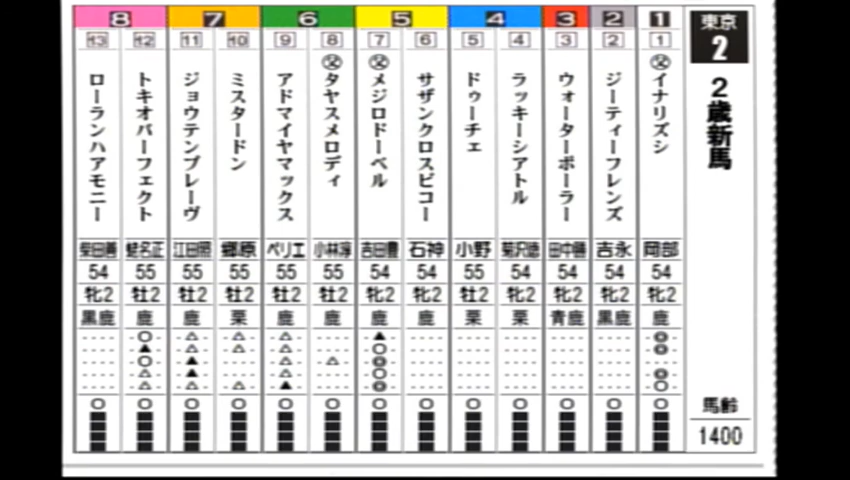 東京
2
2歳新馬
馬齢
1400
1
1
父
イナリズシ
岡部
54
牝2
鹿
◎
◎
◎
○
○
2
2
ジーティーフレンズ
吉永
54
牝2
黒鹿
○
3
3
ウォーターポーラー
田中勝
54
牝2
青鹿
○
4
4
ラッキーシアトル
菊沢徳
54
牝2
栗
○
5
ドゥーチェ
小野
55
牡2
栗
○
5
6
サザンクロスピコー
石神
54
牝2
鹿
○
7
父
メジロドーベル
吉田豊
54
牝2
鹿
▲
○
◎
◎
◎
○
6
8
父
タヤスメロディ
小林淳
55
牡2
鹿
△
○
9
アドマイヤマックス
ペリエ
55
牡2
鹿
△
△
△
△
▲
○
7
10
ミスタードン
郷原
55
牡2
栗
△
△
△
○
11
ジョウテンブレーヴ
江田照
55
牡2
鹿
△
△
▲
▲
△
○
8
12
トキオパーフェクト
蛯名正
55
牡2
鹿
○
▲
○
△
△
○
13
ローランハアモニー
柴田善
54
牝2
黒鹿
○